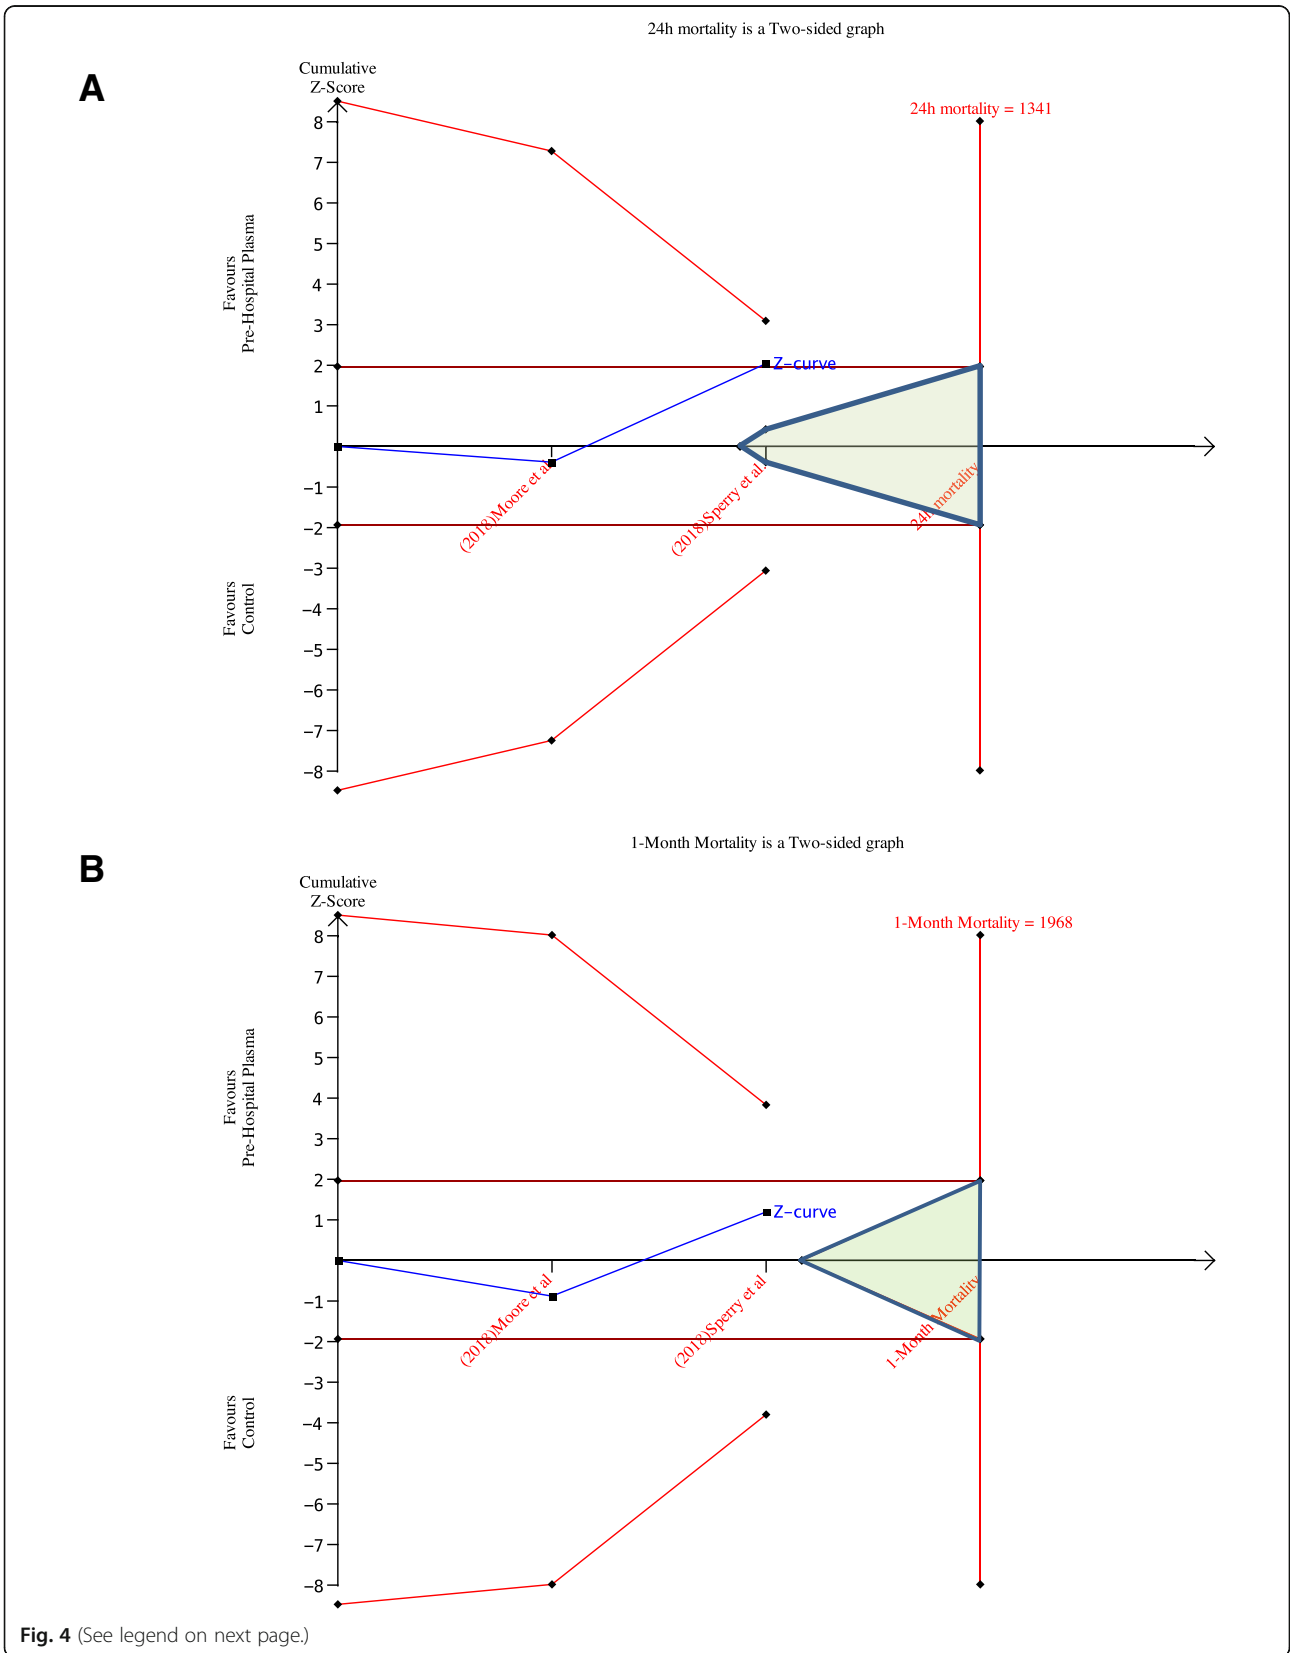 24h mortality is a Two-sided graph
A
Cumulative
Z-Score
24h mortality = 1341
8
7
6
5
4
3
2
1
−1
−2
−3
−4
−5
−6
−7
−8
Favours
Pre-Hospital Plasma
Favours
Control
Z−curve
(2018)Moore et al
(2018)Sperry et al.
24h mortality
1-Month Mortality is a Two-sided graph
B
Cumulative
Z-Score
1-Month Mortality = 1968
8
7
6
5
4
3
2
1
−1
−2
−3
−4
−5
−6
−7
−8
Favours
Pre-Hospital Plasma
Favours
Control
Z−curve
(2018)Moore et al
(2018)Sperry et al
1-Month Mortality
Fig. 4 (See legend on next page.)